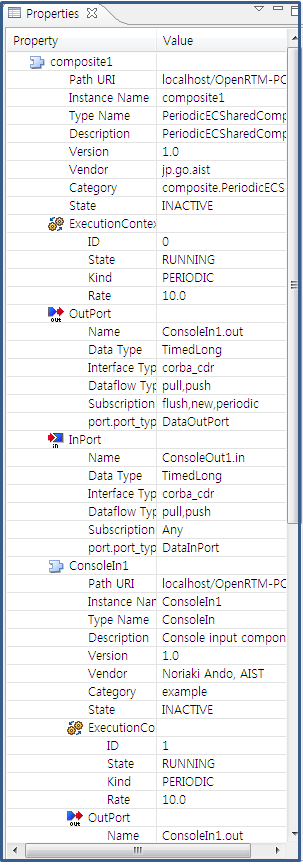 Properties
Property Value
composite1
Path URI localhost/OpenRTM-PC
Instance Name composite1
Type Name PeriodicECSharedComp
Description PeriodicECSharedComp
Version 1.0
Vendor jp.go.aist
Category composite.PeriodicECS
State INACTIVE
ExecutionContex
ID 0
State RUNNING
Kind PERIODIC
Rate 10.0
OutPort
Name ConsoleIn1.out
Data Type TimedLong
Interface Typ corba_cdr
Dataflow Typ pull,push
Subscription flush,new,periodic
port.port_typ DataOutPort
InPort
Name ConsoleOut1.in
Data Type TimedLong
Interface Typ corba_cdr
Dataflow Typ pull,push
Subscription Any
port.port_typ DataInPort
ConsoleIn1
Path URI localhost/OpenRTM-PC
Instance Nan ConsoleIn1
Type Name ConsoleIn
Description Console input compon
Version 1.0
Vendor Noriaki Ando, AIST
Category example
State INACTIVE
ExecutionCo
ID 1
State RUNNING
Kind PERIODIC
Rate 10.0
OutPort
Name ConsoleIn1.out